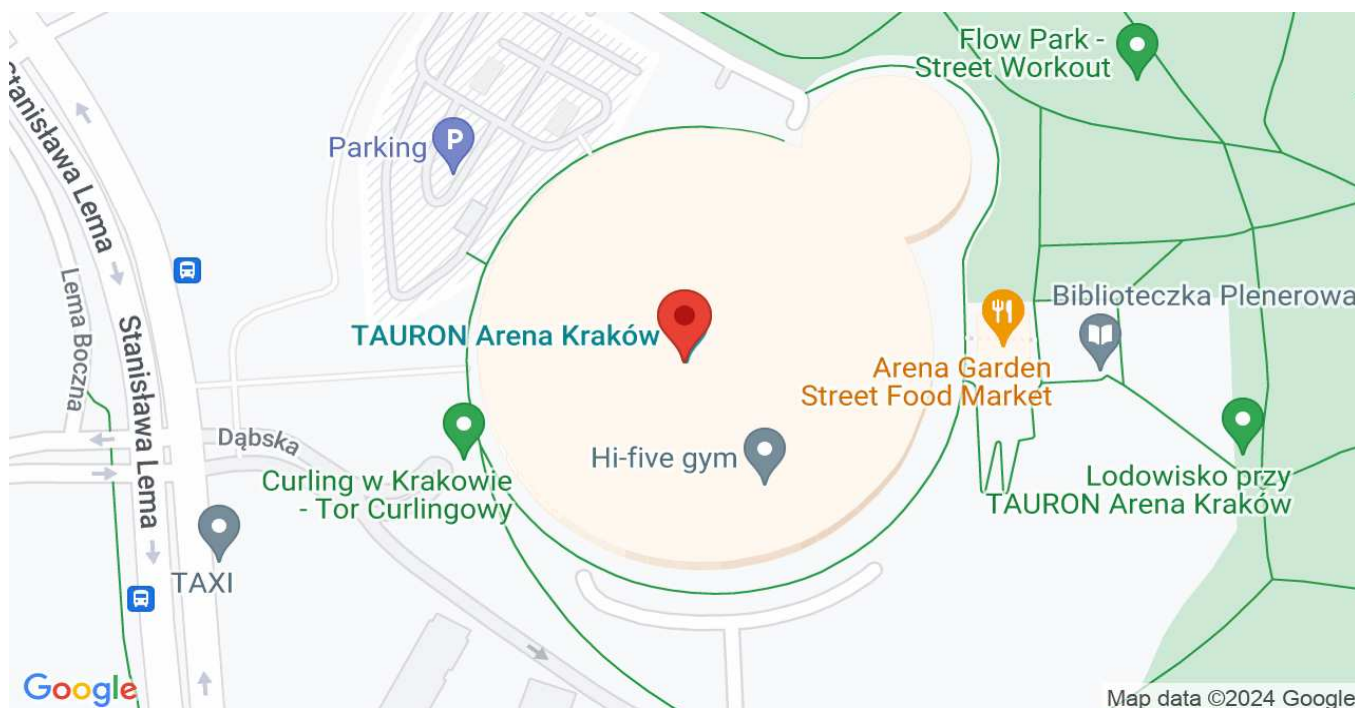 Flow Park -
Street Workout
Stanisława Lema
P
Parking
Lema Boczna
Biblioteczka Plenerowa
Stanisława Lema
TAURON Arena Kraków
Arena Garden
Street Food Market
Dąbska
Hi-five gym
Curling w Krakowie
- Tor Curlingowy
Lodowisko przy
TAURON Arena Kraków
TAXI
Google
Map data ©2024 Google